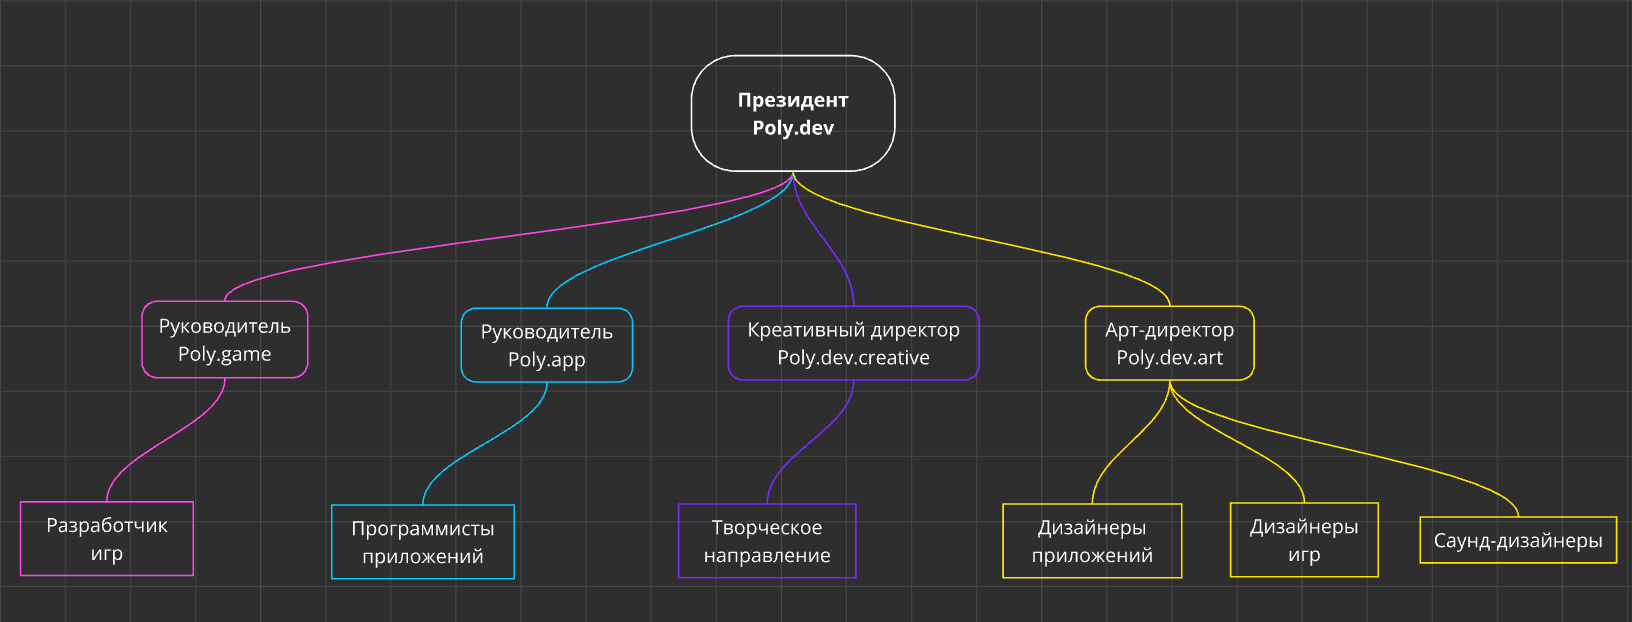 Президент
Poly.dev
Руководитель
Poly.game
Руководитель
Poly.app
Креативный директор
Poly.dev.creative
Арт-директор
Poly.dev.art
Разработчик
игр
Программисты
приложений
Творческое
направление
Дизайнеры
приложений
Дизайнеры
игр
Саунд-дизайнеры